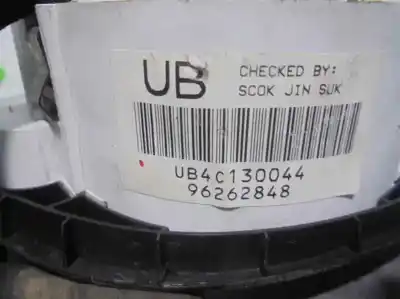 UB CHECKED BY:
SCOK JIN SUK
UB4C130044
96262848